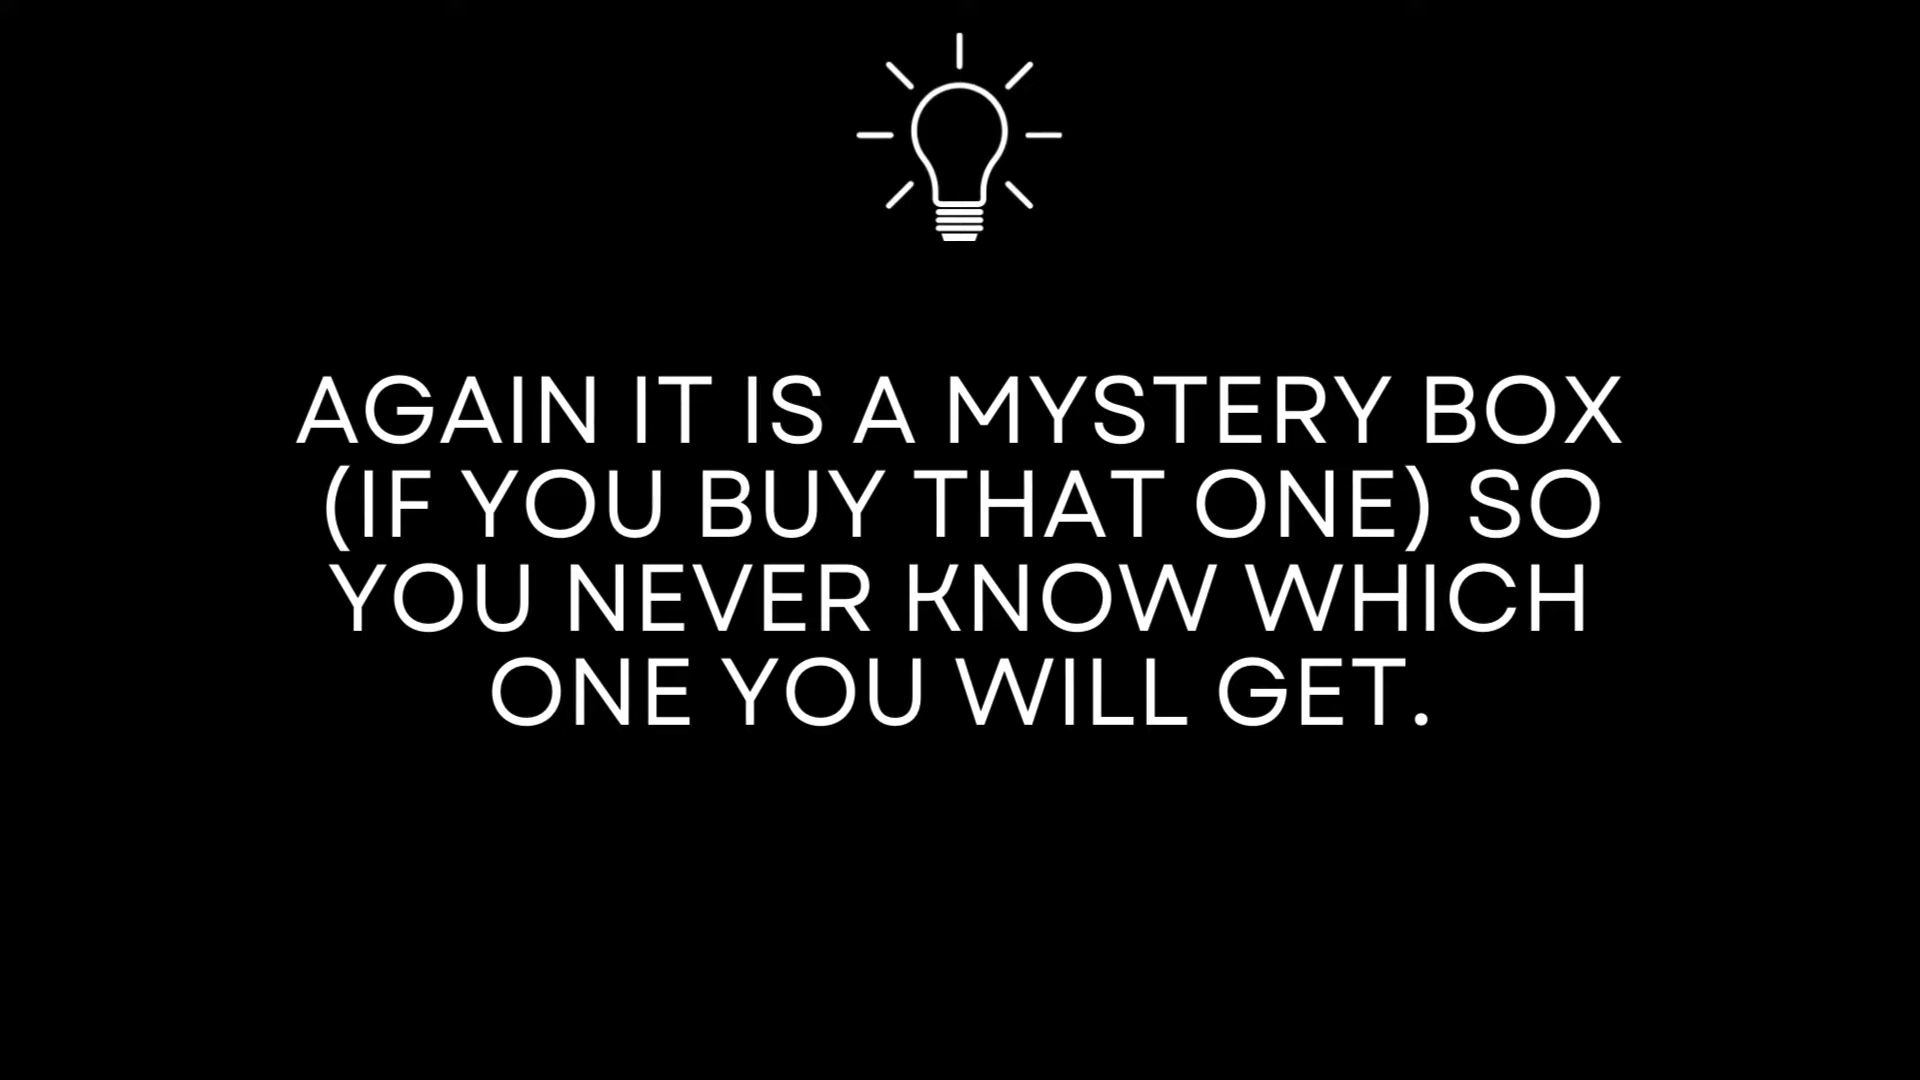 AGAIN IT IS A MYSTERY BOX
(IF YOU BUY THAT ONE) SO
YOU NEVER KNOW WHICH
ONE YOU WILL GET.